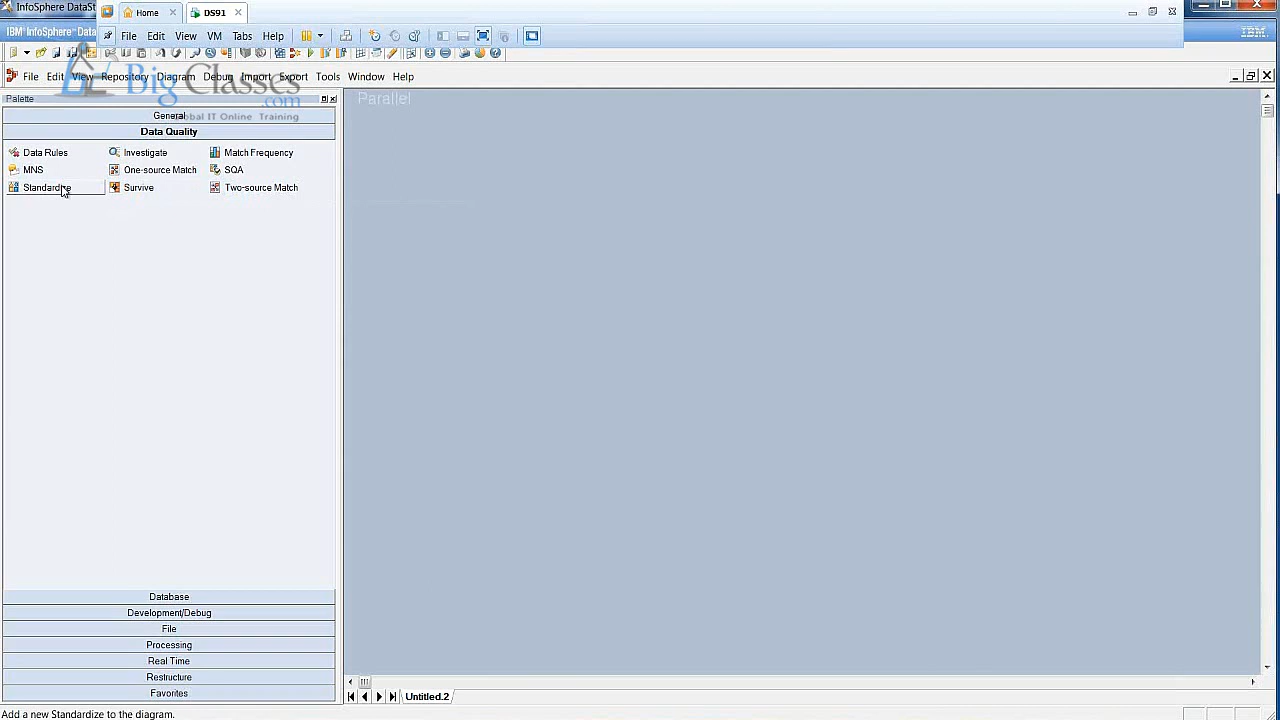 InfoSphere DataSt
Home
DS91
IBM InfoSphere Data
File Edit View VM Tabs Help
IBM
File Edit View Repository Diagram Debug Import Export Tools Window Help
BigClasses
.com
Global IT Online Training
Palette
Parallel
General
Data Quality
Data Rules Investigate Match Frequency
MNS One-source Match SQA
Standardize Survive Two-source Match
Database
Development/Debug
File
Processing
Real Time
Restructure
Favorites
Untitled.2
Add a new Standardize to the diagram.